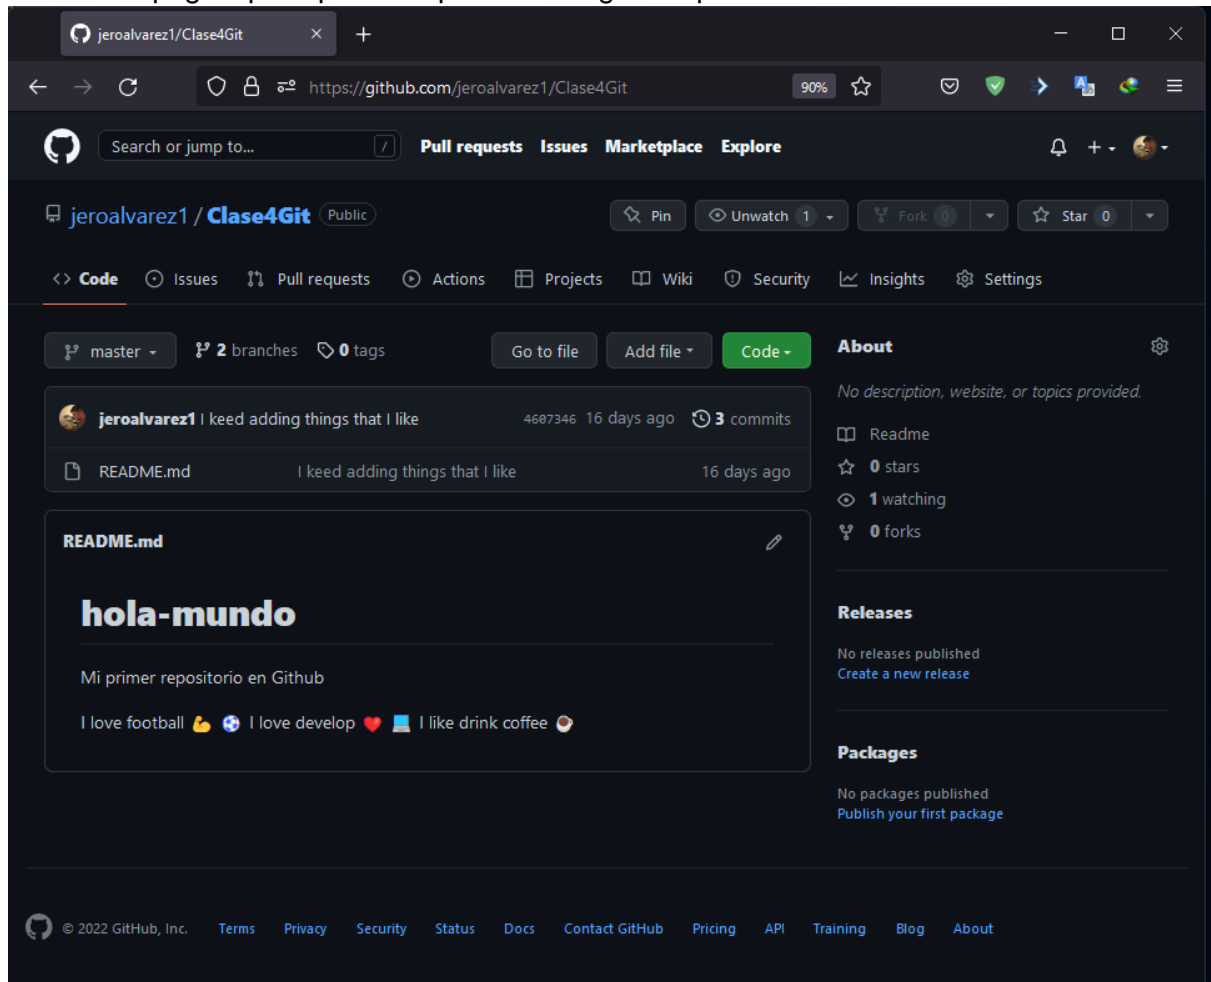 jeroalvarez1/Clase4Git
https://github.com/jeroalvarez1/Clase4Git 90%
Search or jump to... / Pull requests Issues Marketplace Explore
jeroalvarez1 / Clase4Git Public Pin Unwatch 1 Fork 0 Star 0
Code Issues Pull requests Actions Projects Wiki Security Insights Settings
master 2 branches 0 tags Go to file Add file Code
jeroalvarez1 I keed adding things that I like 4607346 16 days ago 3 commits
README.md I keed adding things that I like 16 days ago
README.md
hola-mundo
Mi primer repositorio en Github
I love football 💪 ⚽ I love develop ❤️ 💻 I like drink coffee ☕
About
No description, website, or topics provided.
Readme
0 stars
1 watching
0 forks
Releases
No releases published
Create a new release
Packages
No packages published
Publish your first package
© 2022 GitHub, Inc. Terms Privacy Security Status Docs Contact GitHub Pricing API Training Blog About